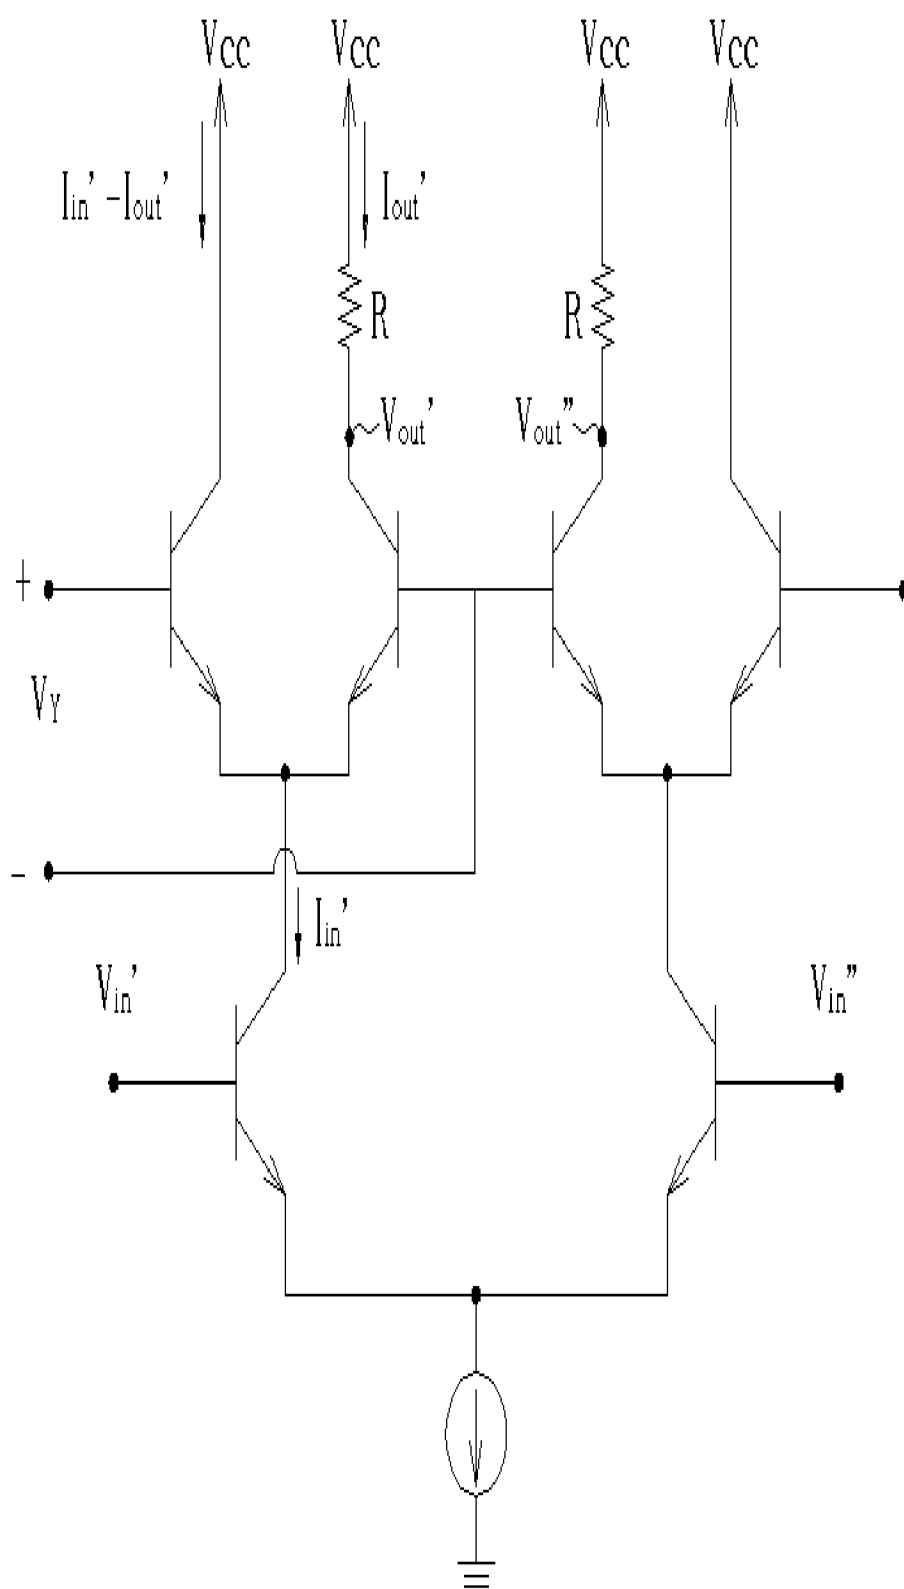 VCC VCC VCC VCC
Iin' -Iout' Iout'
R R
Vout' Vout"
+
VY
-
Iin'
Vin' Vin"